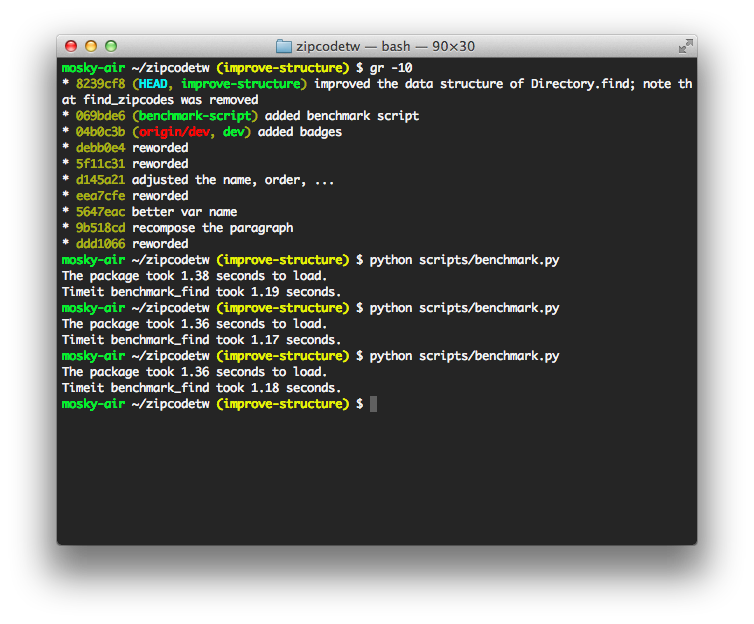 zipcodetw — bash — 90×30
mosky-air ~/zipcodetw (improve-structure) $ gr -10
* 8239cf8 (HEAD, improve-structure) improved the data structure of Directory.find; note th
at find_zipcodes was removed
* 069bde6 (benchmark-script) added benchmark script
* 04b0c3b (origin/dev, dev) added badges
* debb0e4 reworded
* 5f11c31 reworded
* d145a21 adjusted the name, order, ...
* eea7cfe reworded
* 5647eac better var name
* 9b518cd recompose the paragraph
* ddd1066 reworded
mosky-air ~/zipcodetw (improve-structure) $ python scripts/benchmark.py
The package took 1.38 seconds to load.
Timeit benchmark_find took 1.19 seconds.
mosky-air ~/zipcodetw (improve-structure) $ python scripts/benchmark.py
The package took 1.36 seconds to load.
Timeit benchmark_find took 1.17 seconds.
mosky-air ~/zipcodetw (improve-structure) $ python scripts/benchmark.py
The package took 1.36 seconds to load.
Timeit benchmark_find took 1.18 seconds.
mosky-air ~/zipcodetw (improve-structure) $